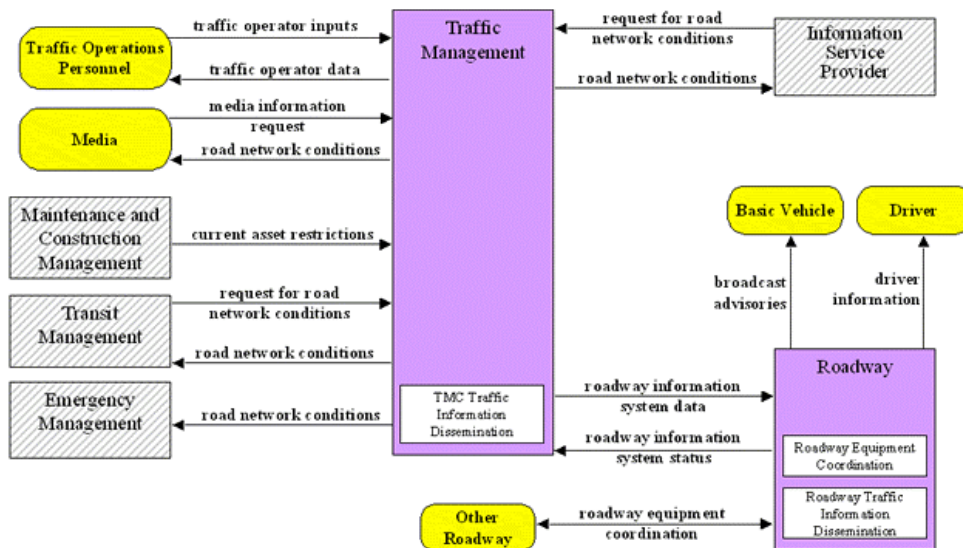 traffic operator inputs
Traffic Operations
Personnel
traffic operator data
media information
request
Media
road network conditions
Maintenance and
Construction
Management
current asset restrictions
request for road
network conditions
Transit
Management
road network conditions
Emergency
Management
road network conditions
Traffic
Management
TMC Traffic
Information
Dissemination
request for road
network conditions
road network conditions
Information
Service
Provider
Basic Vehicle
Driver
broadcast
advisories
driver
information
roadway information
system data
roadway information
system status
Roadway
Roadway Equipment
Coordination
Roadway Traffic
Information
Dissemination
Other
Roadway
roadway equipment
coordination